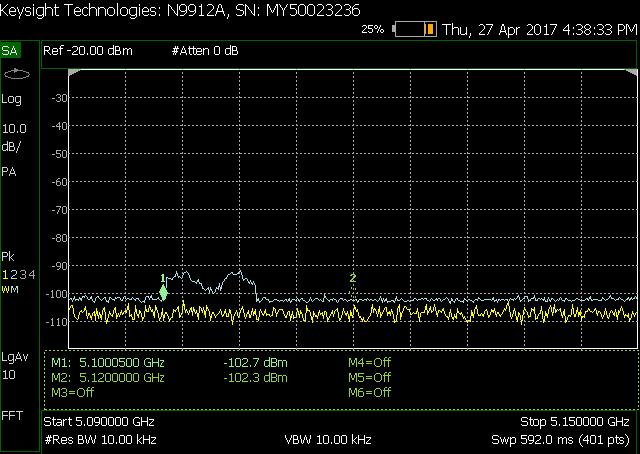 Keysight Technologies: N9912A, SN: MY50023236
25% Thu, 27 Apr 2017 4:38:33 PM
SA Ref -20.00 dBm #Atten 0 dB
Log
10.0
dB/
PA
-30
-40
-50
-60
-70
-80
-90
-100
-110
1 2
Pk
1234
WM
LgAv
10
FFT
M1: 5.1000500 GHz -102.7 dBm M4=Off
M2: 5.1200000 GHz -102.3 dBm M5=Off
M3=Off M6=Off
Start 5.090000 GHz Stop 5.150000 GHz
#Res BW 10.00 kHz VBW 10.00 kHz Swp 592.0 ms (401 pts)